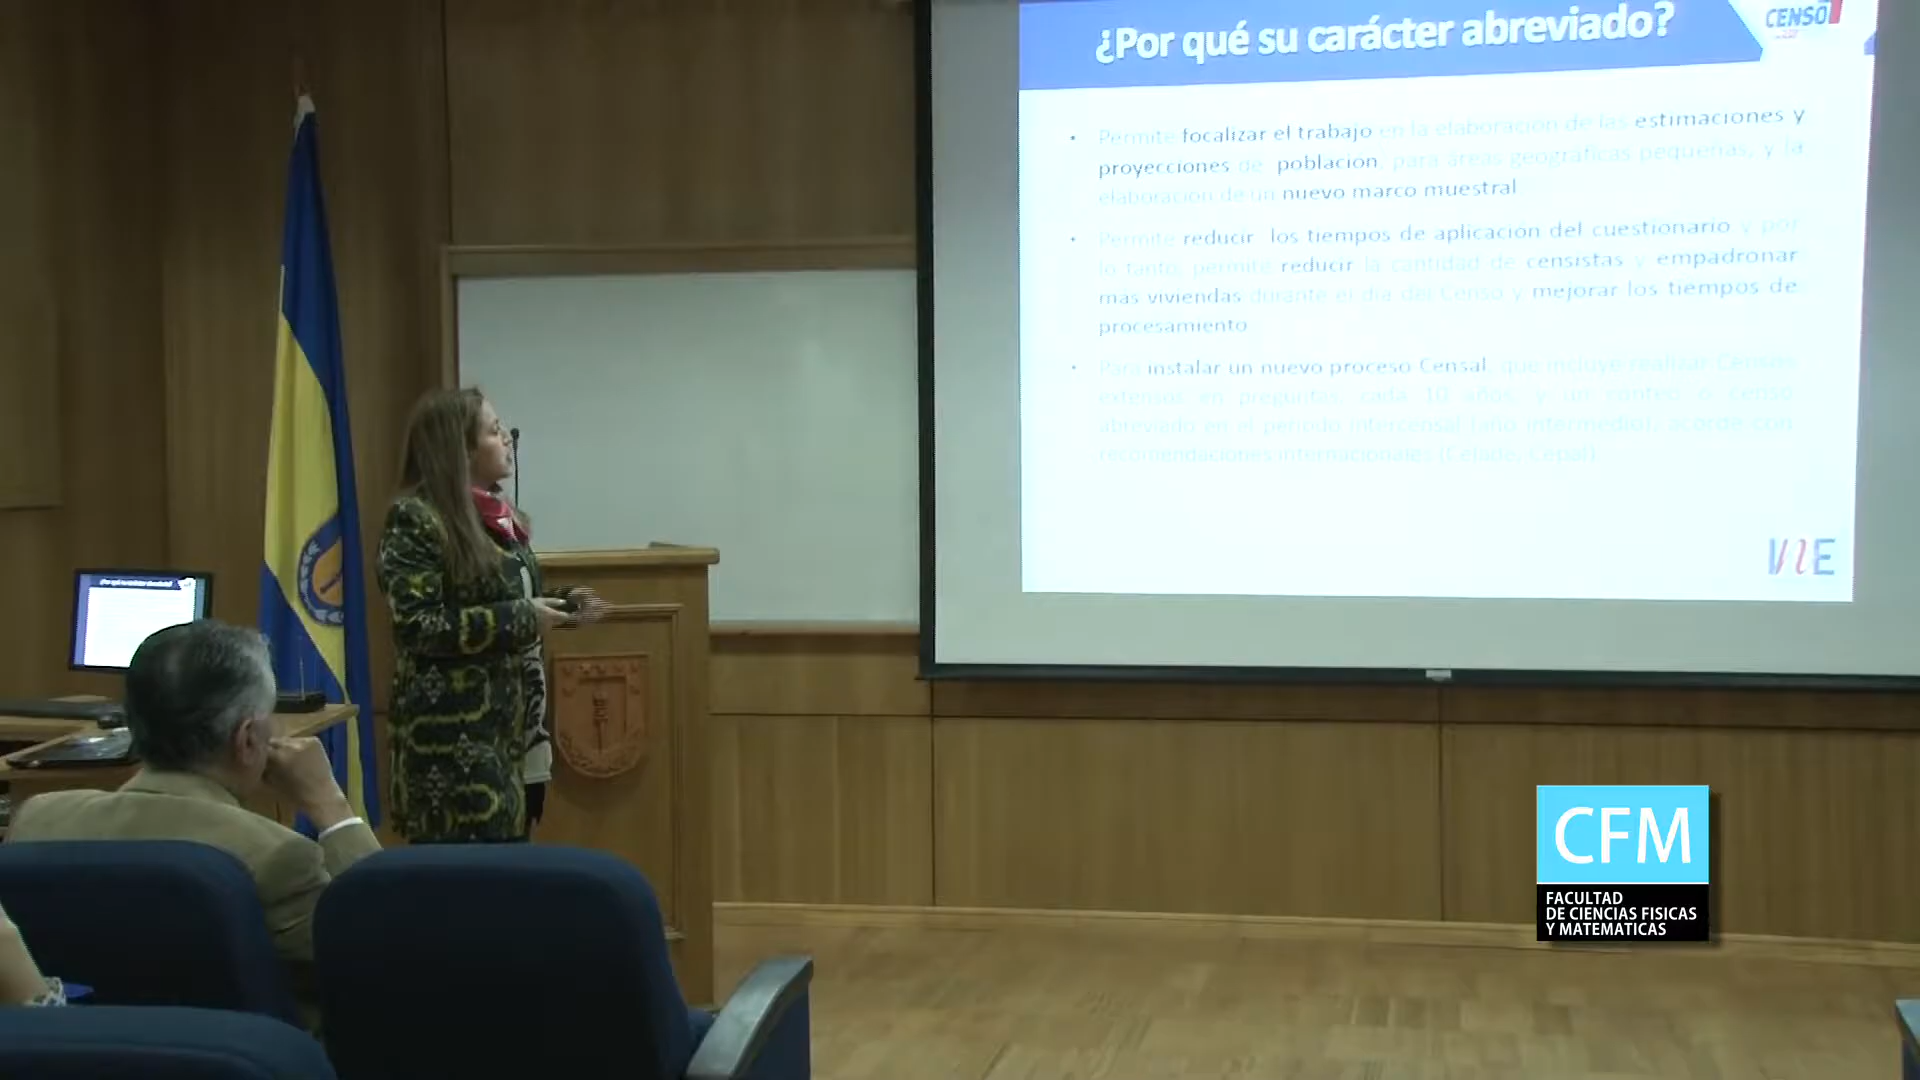 ¿Por qué su carácter abreviado?
CENSO
• Permite focalizar el trabajo en la elaboración de las estimaciones y
proyecciones de población, para áreas geográficas pequeñas, y la
elaboración de un nuevo marco muestral
• Permite reducir los tiempos de aplicación del cuestionario y por
lo tanto, permite reducir la cantidad de censistas y empadronar
más viviendas durante el día del Censo y mejorar los tiempos de
procesamiento
• Para instalar un nuevo proceso Censal, que incluye realizar Censos
extensos en preguntas, cada 10 años, y un conteo o censo
abreviado en el período intercensal (año intermedio), acorde con
recomendaciones internacionales (Celade, Cepal)
INE
CFM
FACULTAD
DE CIENCIAS FISICAS
Y MATEMATICAS